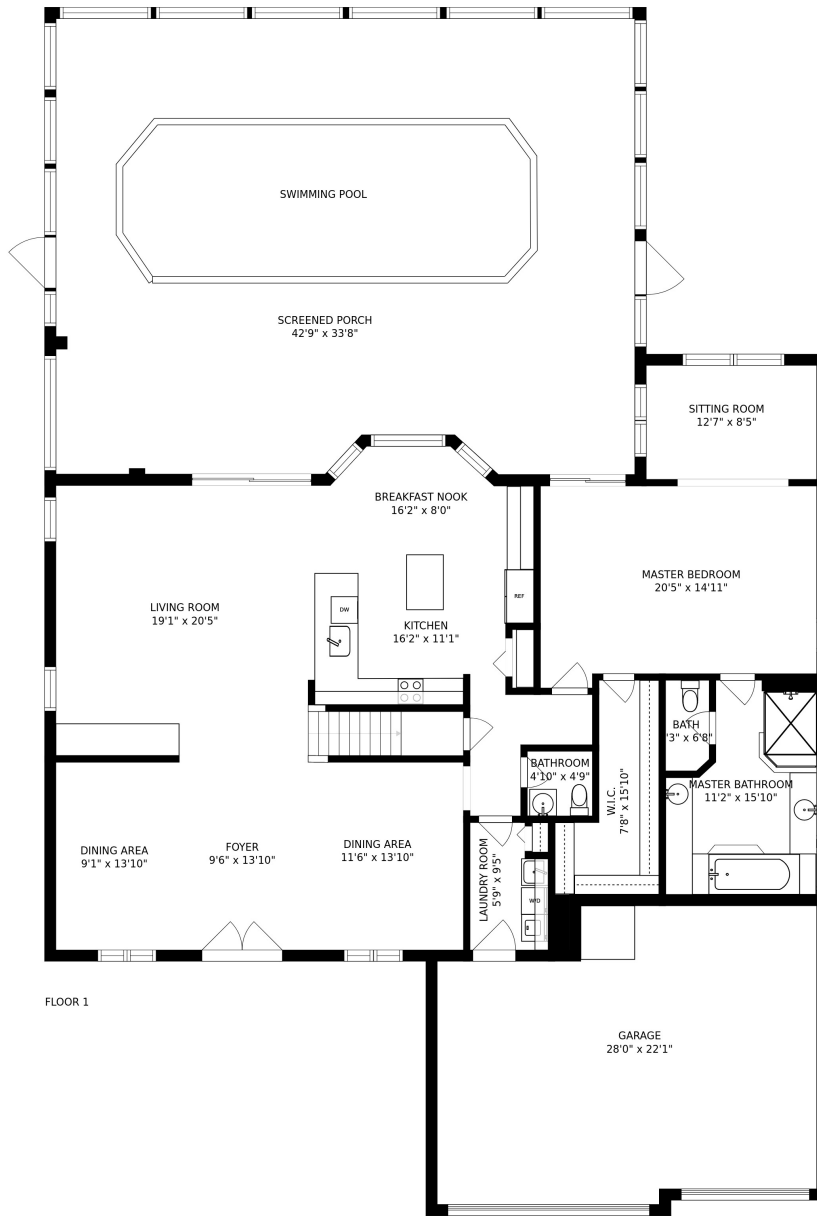 SWIMMING POOL
SCREENED PORCH
42'9" x 33'8"
SITTING ROOM
12'7" x 8'5"
BREAKFAST NOOK
16'2" x 8'0"
MASTER BEDROOM
20'5" x 14'11"
REF
LIVING ROOM
19'1" x 20'5"
DW
KITCHEN
16'2" x 11'1"
BATH
'3" x 6'8"
BATHROOM
4'10" x 4'9"
W.I.C.
7'8" x 15'10"
MASTER BATHROOM
11'2" x 15'10"
DINING AREA
9'1" x 13'10"
FOYER
9'6" x 13'10"
DINING AREA
11'6" x 13'10"
LAUNDRY ROOM
5'9" x 9'5"
W/D
FLOOR 1
GARAGE
28'0" x 22'1"